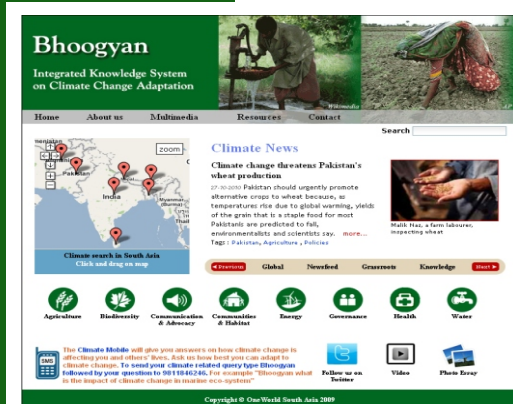 Bhoogyan
Integrated Knowledge System
on Climate Change Adaptation
Wikimedia
AP
Home About us Multimedia Resources Contact
Search
zoom
Pakistan
India
Climate search in South Asia
Click and drag on map
Climate News
Climate change threatens Pakistan's
wheat production
27-10-2010 Pakistan should urgently promote
alternative crops to wheat because, as
temperatures rise due to global warming, yields
of the grain that is a staple food for most
Pakistanis are predicted to fall,
environmentalists and scientists say. more...
Tags : Pakistan, Agriculture , Policies
Malik Naz, a farm labourer,
inspecting wheat
Previous Global Newsfeed Grassroots Knowledge Next
Agriculture
Biodiversity
Communication
& Advocacy
Communities
& Habitat
Energy
Governance
Health
Water
SMS
The Climate Mobile will give you answers on how climate change is
affecting you and others' lives. Ask us how best you can adapt to
climate change. To send your climate related query type Bhoogyan
followed by your question to 9811846246. For example "Bhoogyan what
is the impact of climate change in marine eco-system"
Follow us on
Twitter
Video
Photo Essay
Copyright © OneWorld South Asia 2009